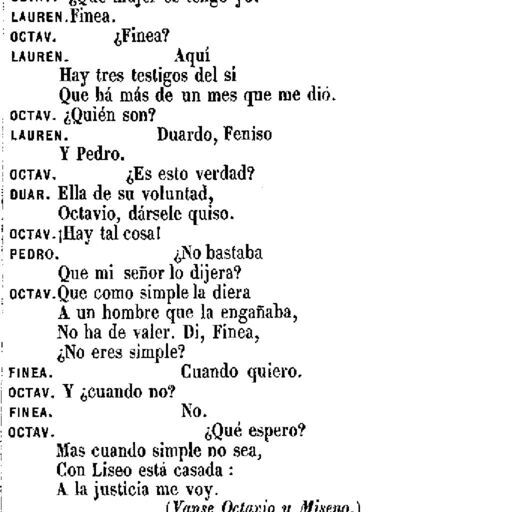 LAUREN. Finea.
OCTAV. ¿Finea?
LAUREN. Aquí
Hay tres testigos del sí
Que há más de un mes que me dió.
OCTAV. ¿Quién son?
LAUREN. Duardo, Feniso
Y Pedro.
OCTAV. ¿Es esto verdad?
DUAR. Ella de su voluntad,
Octavio, dársele quiso.
OCTAV. ¡Hay tal cosa!
PEDRO. ¿No bastaba
Que mi señor lo dijera?
OCTAV. Que como simple la diera
A un hombre que la engañaba,
No ha de valer. Di, Finea,
¿No eres simple?
FINEA. Cuando quiero.
OCTAV. Y ¿cuando no?
FINEA. No.
OCTAV. ¿Qué espero?
Mas cuando simple no sea,
Con Liseo está casada :
A la justicia me voy.
(Vanse Octavio y Miseno.)